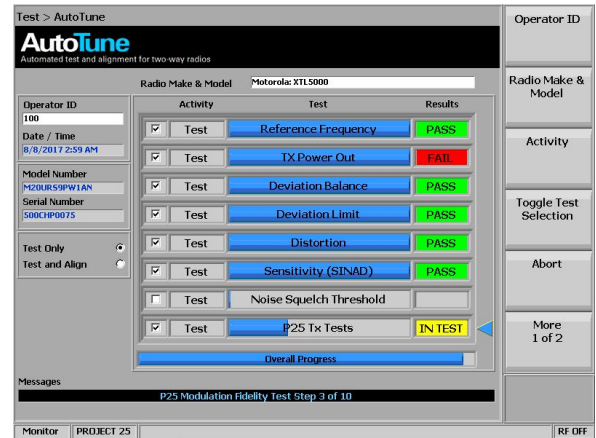 Test > AutoTune
Operator ID
AutoTune
Automated test and alignment for two-way radios
Radio Make & Model
Motorola: XTL5000
Radio Make &
Model
Operator ID
100
Date / Time
8/8/2017 2:59 AM
Model Number
M20URS9PW1AN
Serial Number
500CHP0075
Test Only
Test and Align
Activity Test Results
Test Reference Frequency PASS
Test TX Power Out FAIL
Test Deviation Balance PASS
Test Deviation Limit PASS
Test Distortion PASS
Test Sensitivity (SINAD) PASS
Test Noise Squelch Threshold
Test P25 Tx Tests IN TEST
Overall Progress
Activity
Toggle Test
Selection
Abort
More
1 of 2
Messages
P25 Modulation Fidelity Test Step 3 of 10
Monitor PROJECT 25 RF OFF